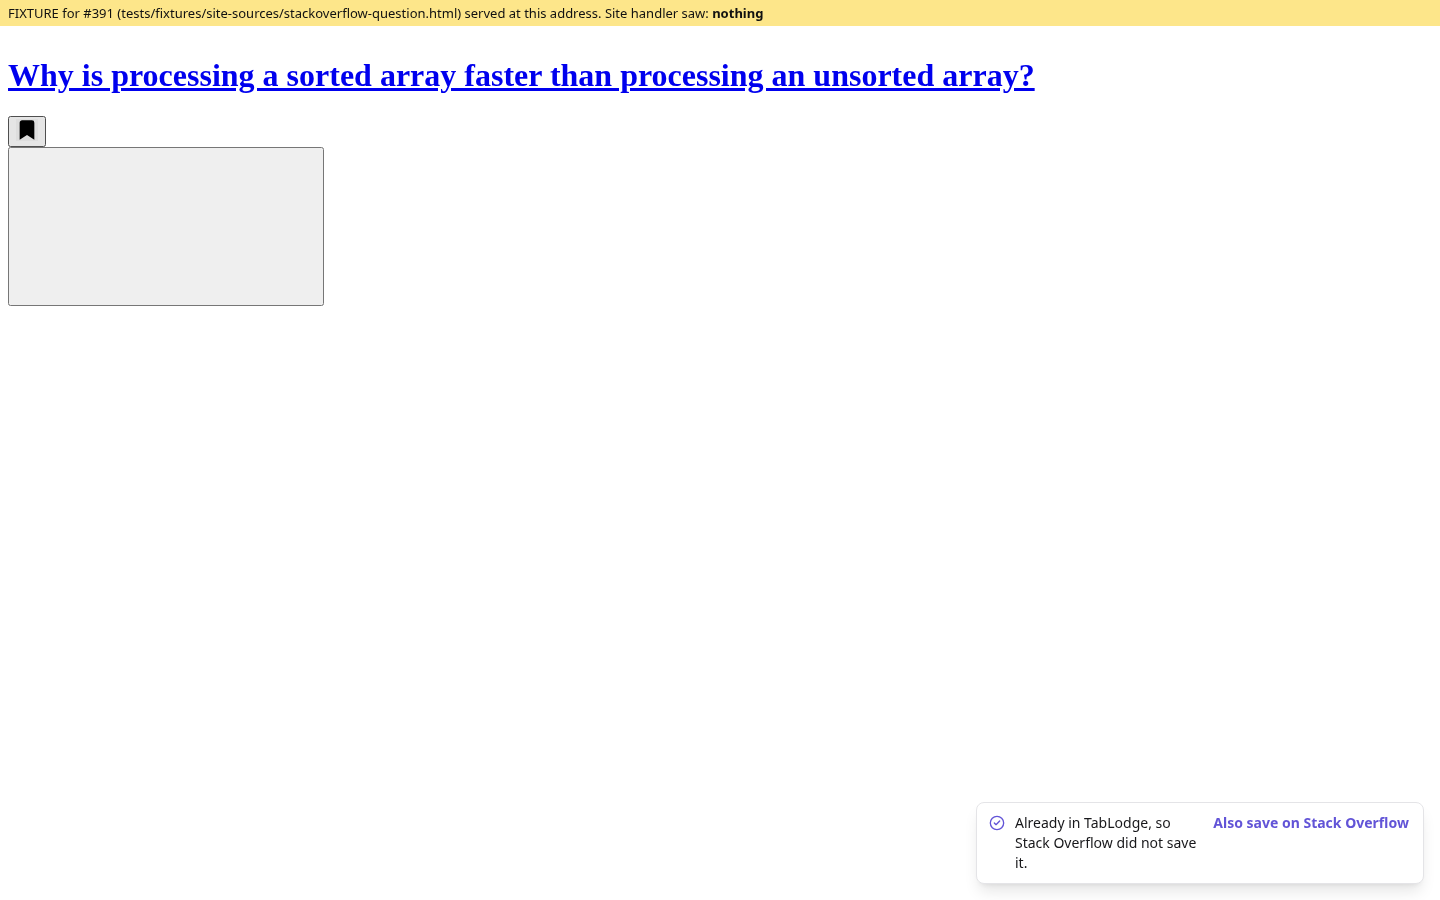 FIXTURE for #391 (tests/fixtures/site-sources/stackoverflow-question.html) served at this address. Site handler saw: nothing
Why is processing a sorted array faster than processing an unsorted array?
Already in TabLodge, so Also save on Stack Overflow
Stack Overflow did not save
it.